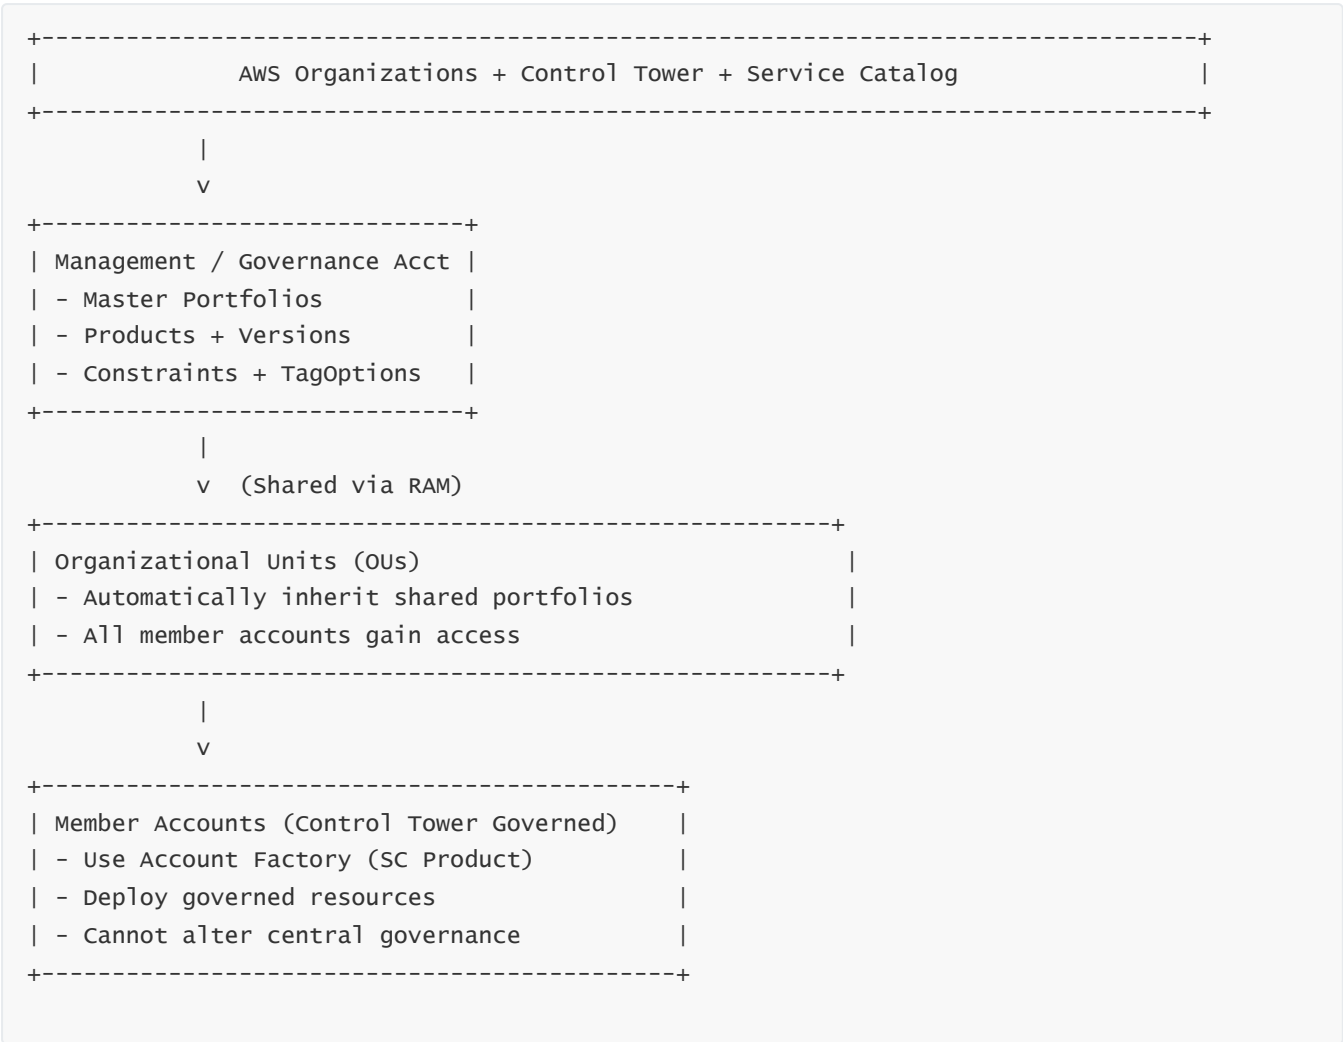 +---------------------------------------------------------------------------------+
|              AWS Organizations + Control Tower + Service Catalog                 |
+---------------------------------------------------------------------------------+
            |
            v
+------------------------------+
| Management / Governance Acct |
| - Master Portfolios          |
| - Products + Versions        |
| - Constraints + TagOptions   |
+------------------------------+
            |
            v  (Shared via RAM)
+--------------------------------------------------------+
| Organizational Units (OUs)                              |
| - Automatically inherit shared portfolios               |
| - All member accounts gain access                       |
+--------------------------------------------------------+
            |
            v
+---------------------------------------------+
| Member Accounts (Control Tower Governed)    |
| - Use Account Factory (SC Product)          |
| - Deploy governed resources                 |
| - Cannot alter central governance           |
+---------------------------------------------+